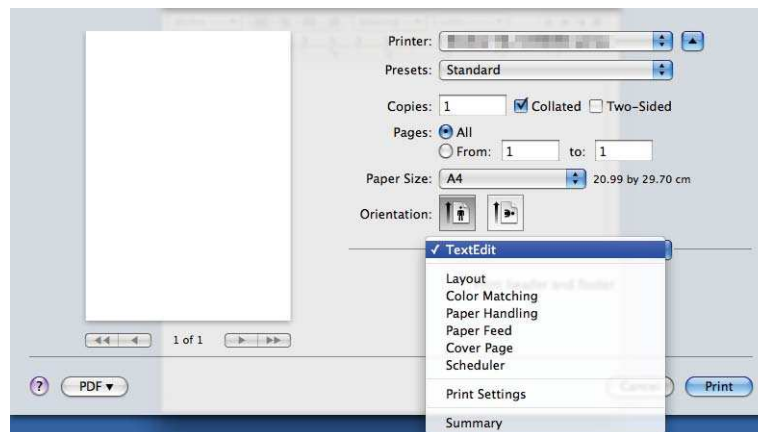 Printer:
Presets: Standard
Copies: 1 Collated Two-Sided
Pages: All
From: 1 to: 1
Paper Size: A4 20.99 by 29.70 cm
Orientation:
✓ TextEdit
Layout
Color Matching
Paper Handling
Paper Feed
Cover Page
Scheduler
Print Settings
Summary
1 of 1
? PDF▼ Cancel Print